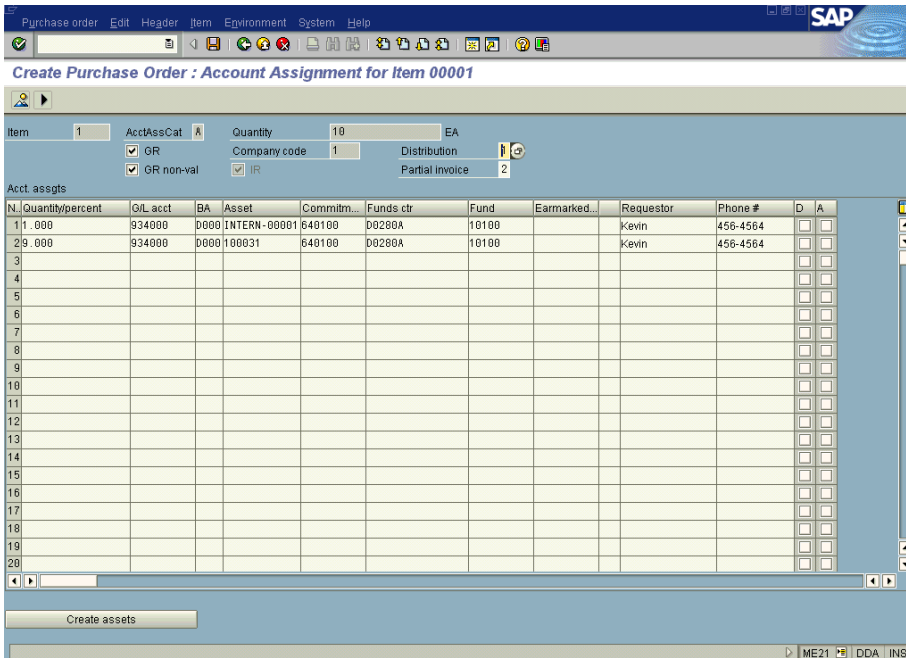 Purchase order Edit Header Item Environment System Help
SAP
Create Purchase Order : Account Assignment for Item 00001
Item 1 AcctAssCat A Quantity 10 EA
GR Company code 1 Distribution 1
GR non-val IR Partial invoice 2
Acct. assgts
N.. Quantity/percent G/L acct BA Asset Commitm... Funds ctr Fund Earmarked... Requestor Phone # D A
1 1.000 934000 D000 INTERN-00001 640100 D0280A 10100 Kevin 456-4564
2 9.000 934000 D000 100031 640100 D0280A 10100 Kevin 456-4564
3
4
5
6
7
8
9
10
11
12
13
14
15
16
17
18
19
20
Create assets
ME21 DDA INS